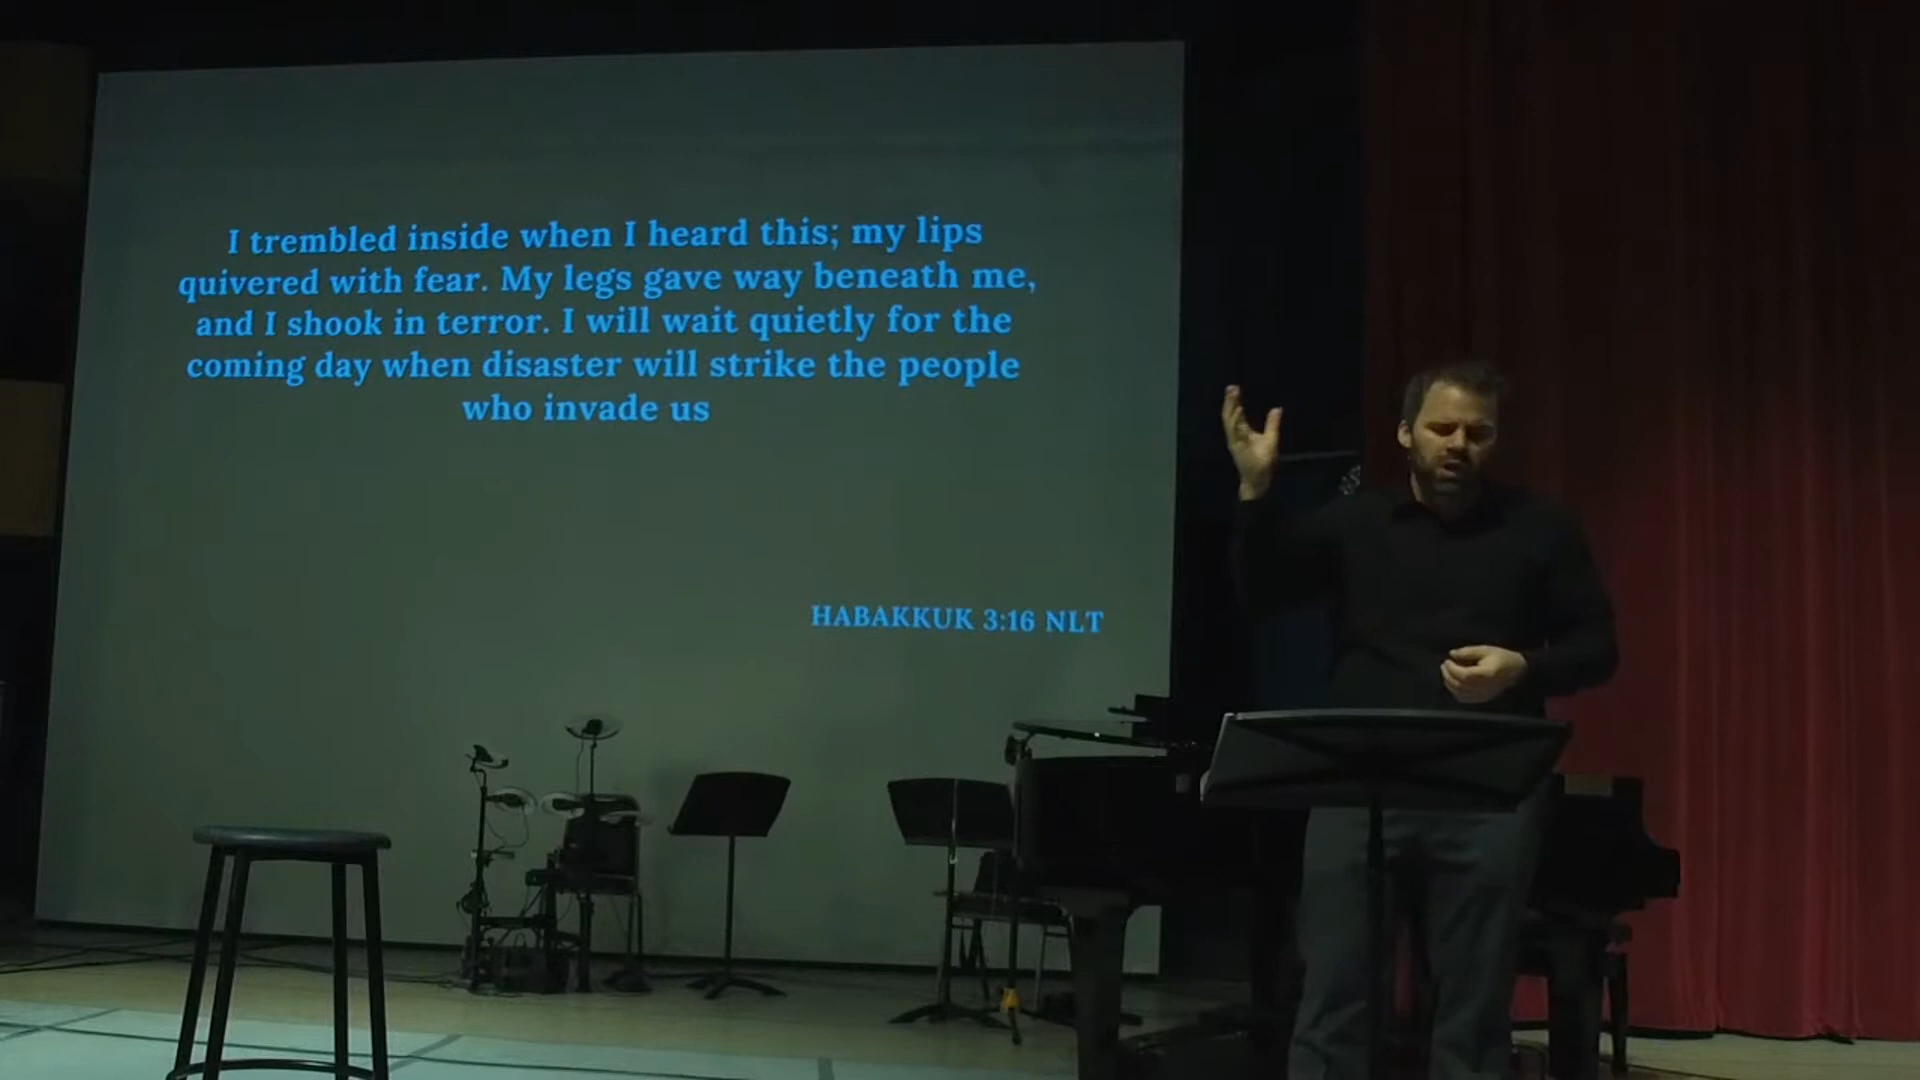 I trembled inside when I heard this; my lips
quivered with fear. My legs gave way beneath me,
and I shook in terror. I will wait quietly for the
coming day when disaster will strike the people
who invade us
HABAKKUK 3:16 NLT